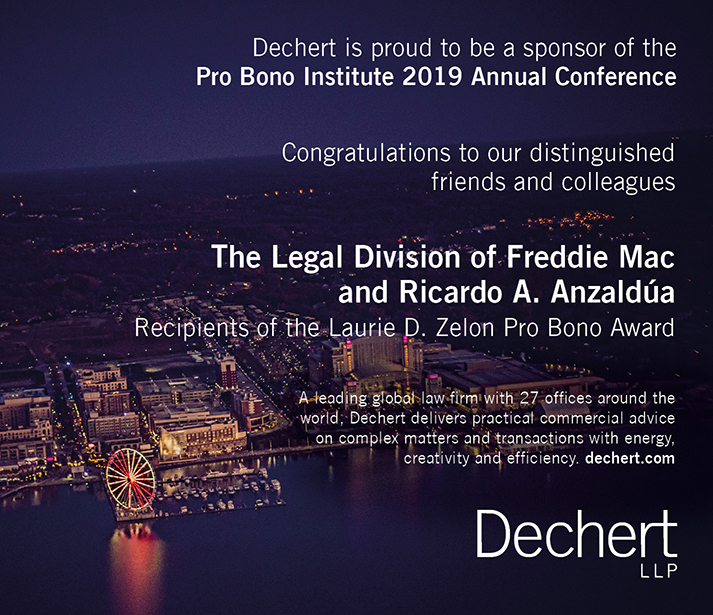 Dechert is proud to be a sponsor of the
Pro Bono Institute 2019 Annual Conference
Congratulations to our distinguished
friends and colleagues
The Legal Division of Freddie Mac
and Ricardo A. Anzaldúa
Recipients of the Laurie D. Zelon Pro Bono Award
A leading global law firm with 27 offices around the
world, Dechert delivers practical commercial advice
on complex matters and transactions with energy,
creativity and efficiency. dechert.com
Dechert
LLP